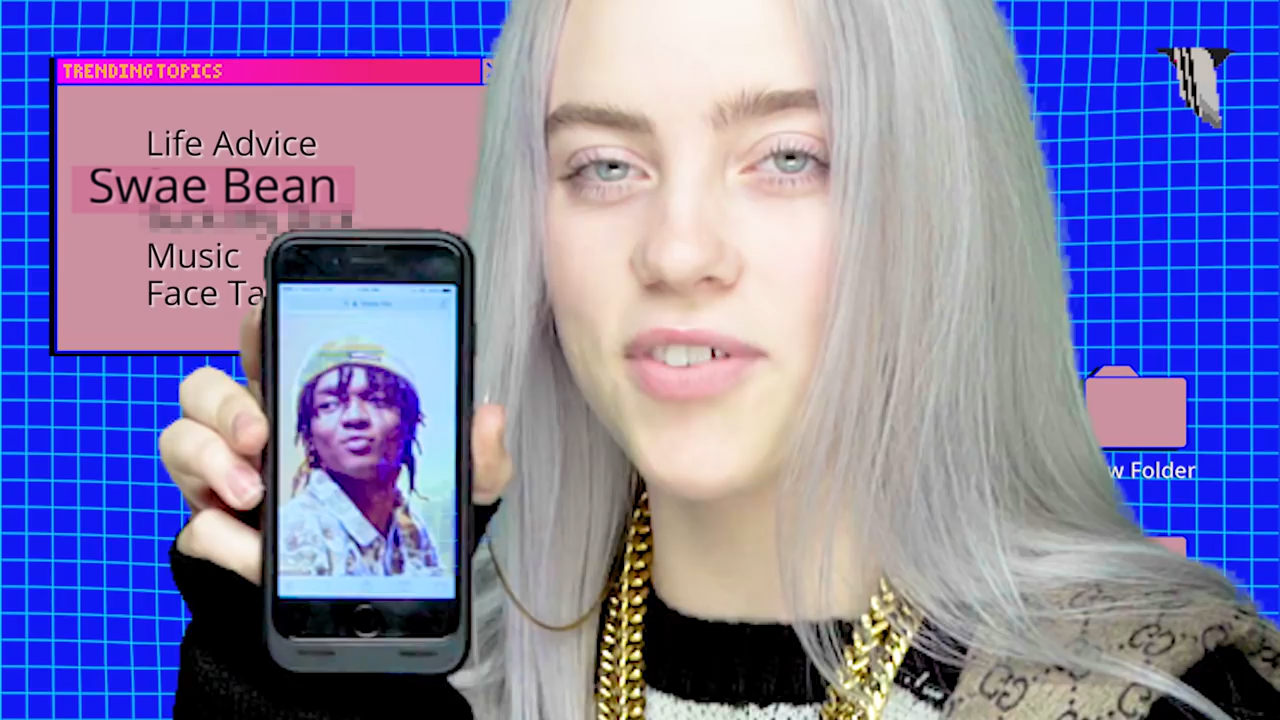 TRENDING TOPICS
Life Advice
Swae Bean
Music
Face Ta
w Folder